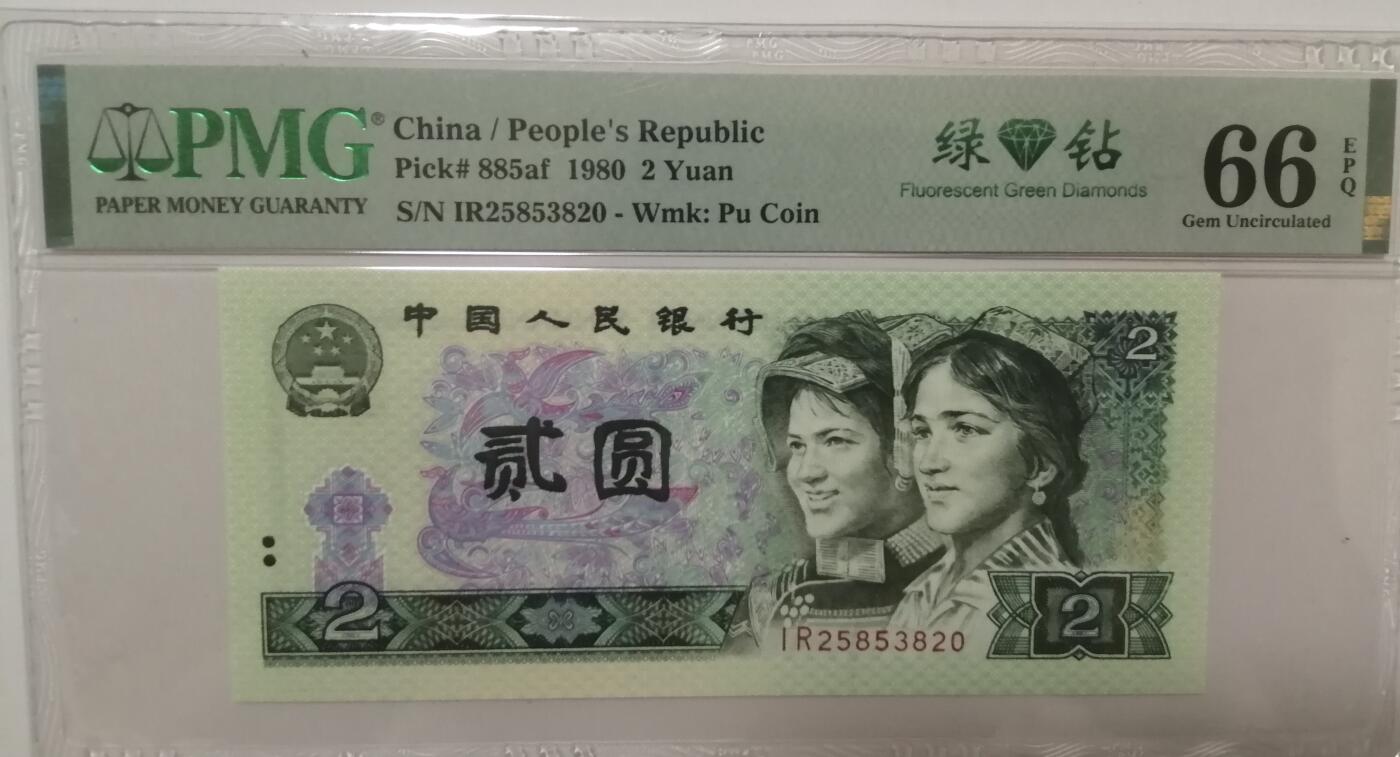 PMG®
PAPER MONEY GUARANTY
China / People's Republic
Pick# 885af 1980 2 Yuan
S/N IR25853820 - Wmk: Pu Coin
绿 钻
Fluorescent Green Diamonds
66
EPQ
Gem Uncirculated
中国人民银行
2
贰圆
2
2
IR25853820